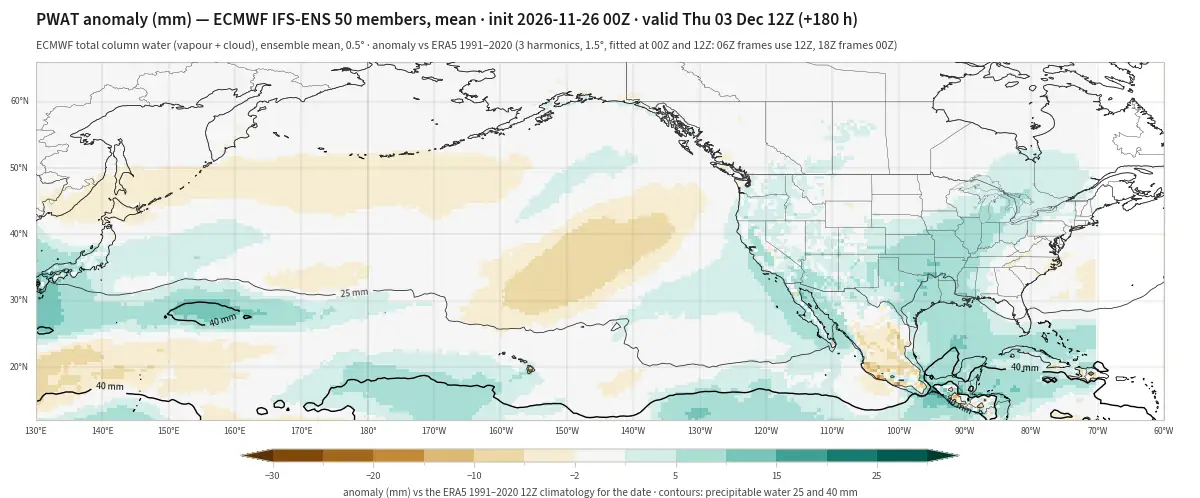 PWAT anomaly (mm) — ECMWF IFS-ENS 50 members, mean · init 2026-11-26 00Z · valid Thu 03 Dec 12Z (+180 h)
ECMWF total column water (vapour + cloud), ensemble mean, 0.5° · anomaly vs ERA5 1991–2020 (3 harmonics, 1.5°, fitted at 00Z and 12Z: 06Z frames use 12Z, 18Z frames 00Z)
60°N
50°N
40°N
30°N
20°N
25 mm
40 mm
40 mm
40 mm
130°E 140°E 150°E 160°E 170°E 180° 170°W 160°W 150°W 140°W 130°W 120°W 110°W 100°W 90°W 80°W 70°W 60°W
−30 −20 −10 −2 5 15 25
anomaly (mm) vs the ERA5 1991–2020 12Z climatology for the date · contours: precipitable water 25 and 40 mm